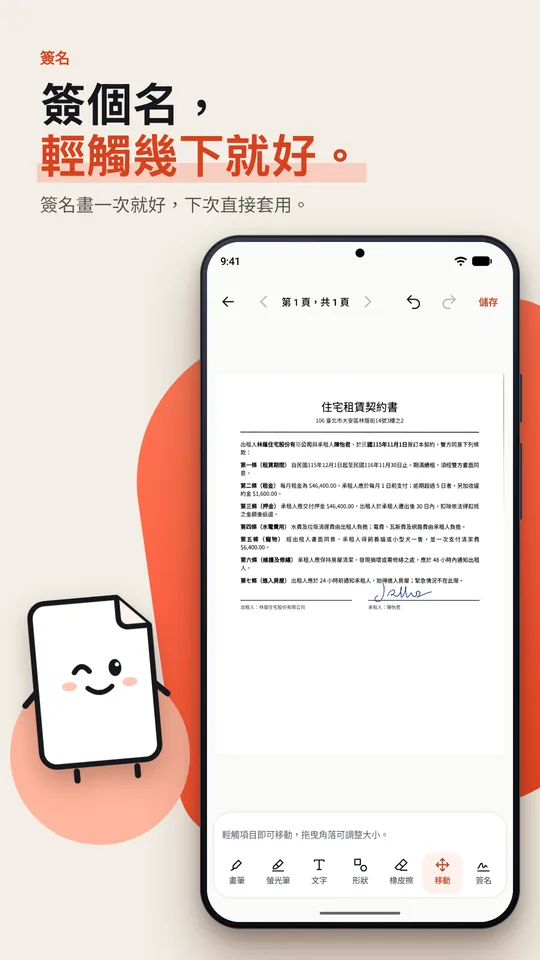 簽名
簽個名，
輕觸幾下就好。
簽名畫一次就好，下次直接套用。
9:41
第 1 頁，共 1 頁
儲存
住宅租賃契約書
106 臺北市大安區林蔭街14號3樓之2
出租人林蔭住宅股份有限公司與承租人陳怡君，於民國115年11月1日簽訂本契約，雙方同意下列條
款：
第一條（租賃期間） 自民國115年12月1日起至民國116年11月30日止，期滿續租，須經雙方書面同
意。
第二條（租金） 每月租金為 $46,400，承租人應於每月 1 日前支付；逾期超過 5 日者，另加收違
約金 $1,600.00。
第三條（押金） 承租人應交付押金 $46,400，出租人於承租人遷出後 30 日內，扣除依法得扣抵
之金額後返還。
第四條（水電費用） 水費及垃圾清運費由出租人負擔；電費、瓦斯費及網路費由承租人負擔。
第五條（寵物） 經出租人書面同意，承租人得飼養貓或小型犬一隻，並一次支付清潔費
$6,400.00。
第六條（維護及修繕） 承租人應保持房屋清潔，發現損壞或需修繕之處，應於 48 小時內通知出租
人。
第七條（進入房屋） 出租人應於 24 小時前通知承租人，始得進入房屋；緊急情況不在此限。
出租人：林蔭住宅股份有限公司
承租人：陳怡君
輕觸項目即可移動，拖曳角落可調整大小。
畫筆
螢光筆
文字
形狀
橡皮擦
移動
簽名